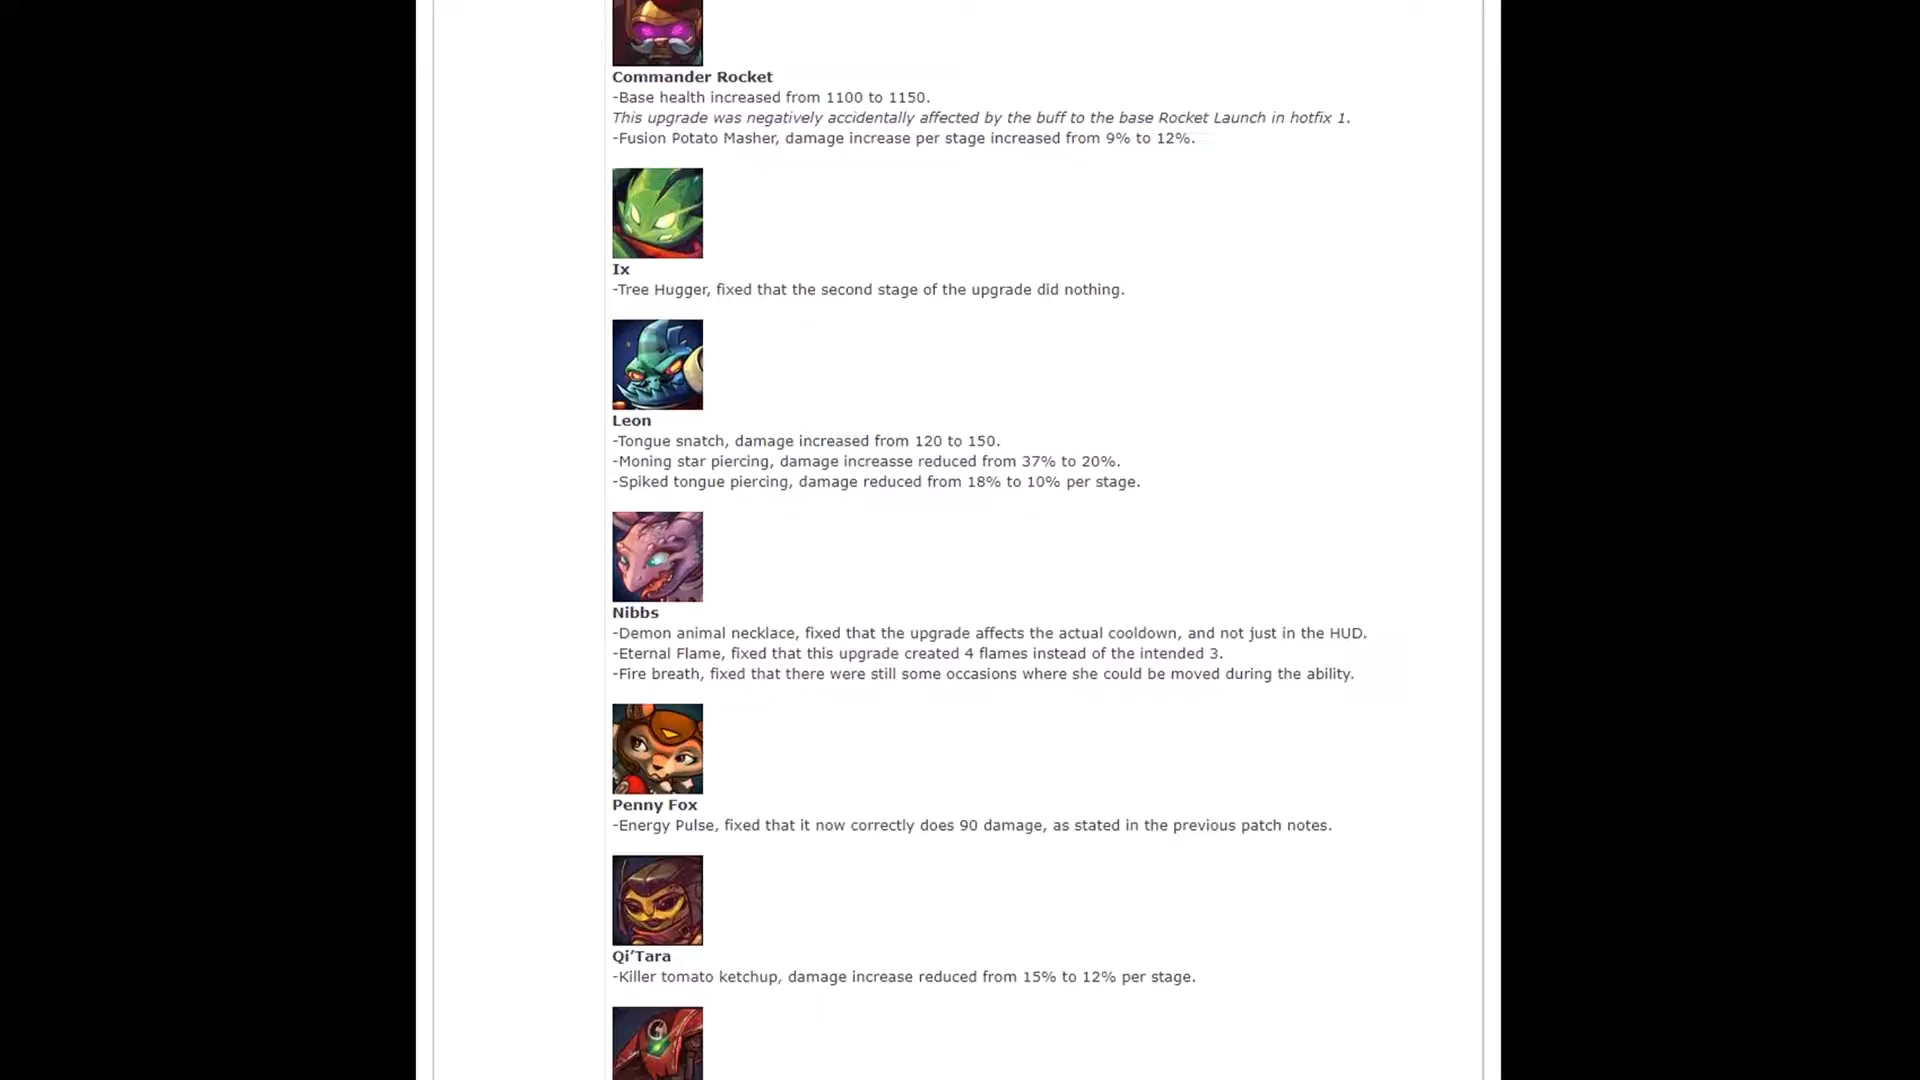 Commander Rocket
-Base health increased from 1100 to 1150.
This upgrade was negatively accidentally affected by the buff to the base Rocket Launch in hotfix 1.
-Fusion Potato Masher, damage increase per stage increased from 9% to 12%.
Ix
-Tree Hugger, fixed that the second stage of the upgrade did nothing.
Leon
-Tongue snatch, damage increased from 120 to 150.
-Moning star piercing, damage increasse reduced from 37% to 20%.
-Spiked tongue piercing, damage reduced from 18% to 10% per stage.
Nibbs
-Demon animal necklace, fixed that the upgrade affects the actual cooldown, and not just in the HUD.
-Eternal Flame, fixed that this upgrade created 4 flames instead of the intended 3.
-Fire breath, fixed that there were still some occasions where she could be moved during the ability.
Penny Fox
-Energy Pulse, fixed that it now correctly does 90 damage, as stated in the previous patch notes.
Qi’Tara
-Killer tomato ketchup, damage increase reduced from 15% to 12% per stage.